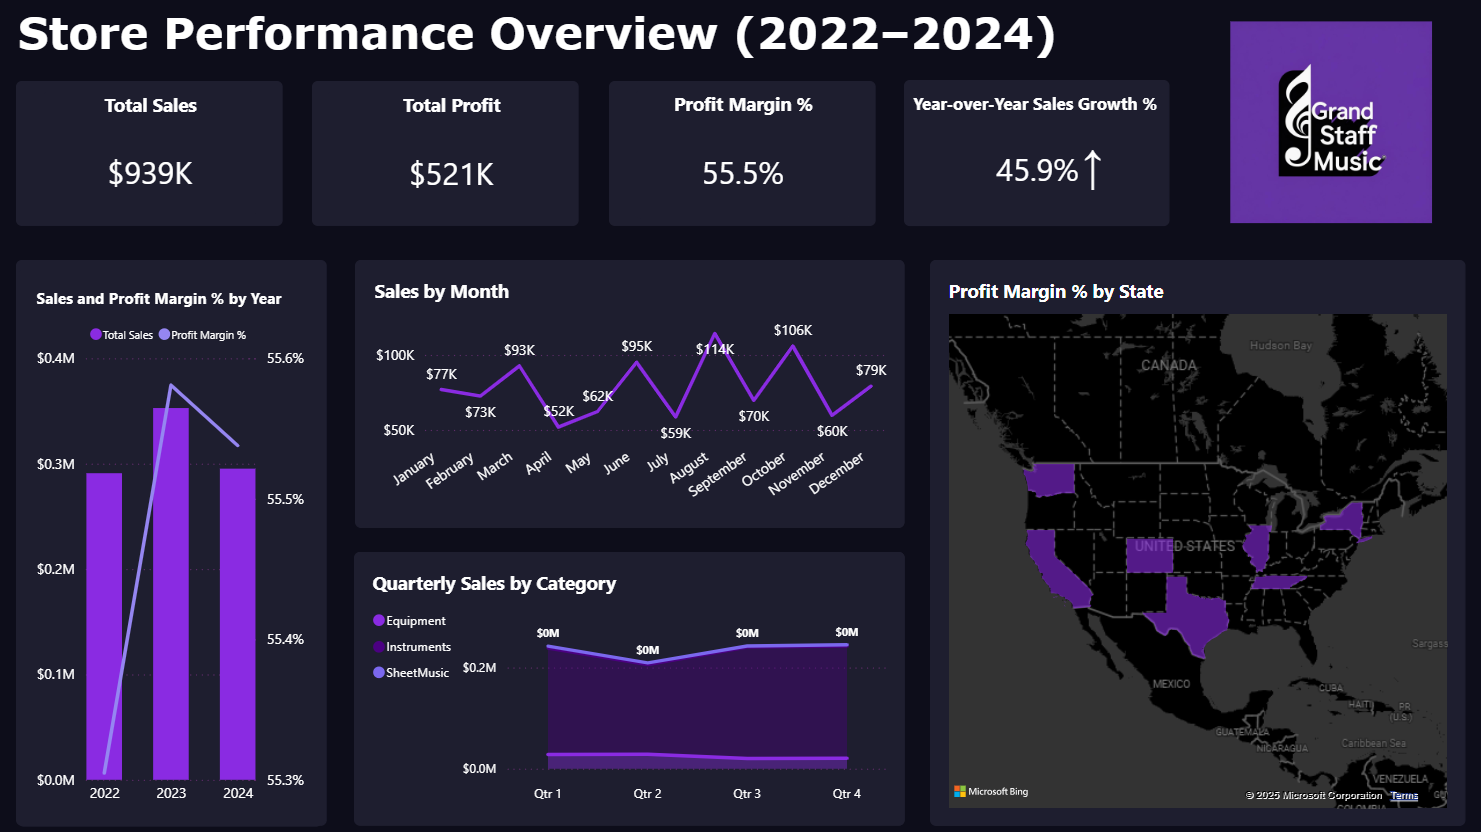 Store Performance Overview (2022–2024)
Total Sales
$939K
Total Profit
$521K
Profit Margin %
55.5%
Year-over-Year Sales Growth %
45.9%↑
Grand
Staff
Music
Sales and Profit Margin % by Year
Total Sales
Profit Margin %
$0.4M
$0.3M
$0.2M
$0.1M
$0.0M
55.6%
55.5%
55.4%
55.3%
2022
2023
2024
Sales by Month
$100K
$50K
$77K
$73K
$93K
$52K
$62K
$95K
$59K
$114K
$70K
$106K
$60K
$79K
January
February
March
April
May
June
July
August
September
October
November
December
Quarterly Sales by Category
Equipment
Instruments
SheetMusic
$0.2M
$0.0M
$0M
$0M
$0M
$0M
Qtr 1
Qtr 2
Qtr 3
Qtr 4
Profit Margin % by State
Hudson Bay
CANADA
UNITED STATES
Sargass
MEXICO
CUBA
HAITI
PR
(U.S.)
GUATEMALA
NICARAGUA
Caribbean Sea
VENEZUELA
COLOMBIA
Microsoft Bing
© 2025 Microsoft Corporation Terms